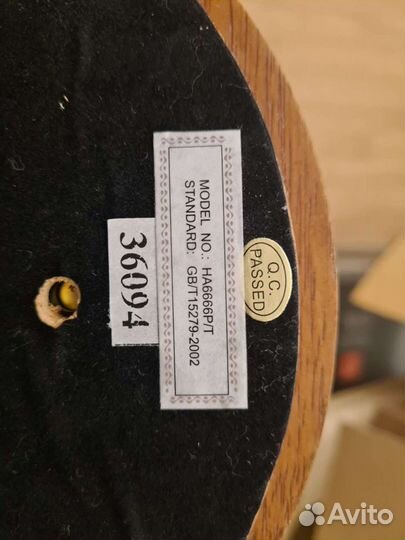 MODEL NO.: HA6666P/T
STANDARD: GB/T15279-2002
36094
Q.C.
PASSED
Avito